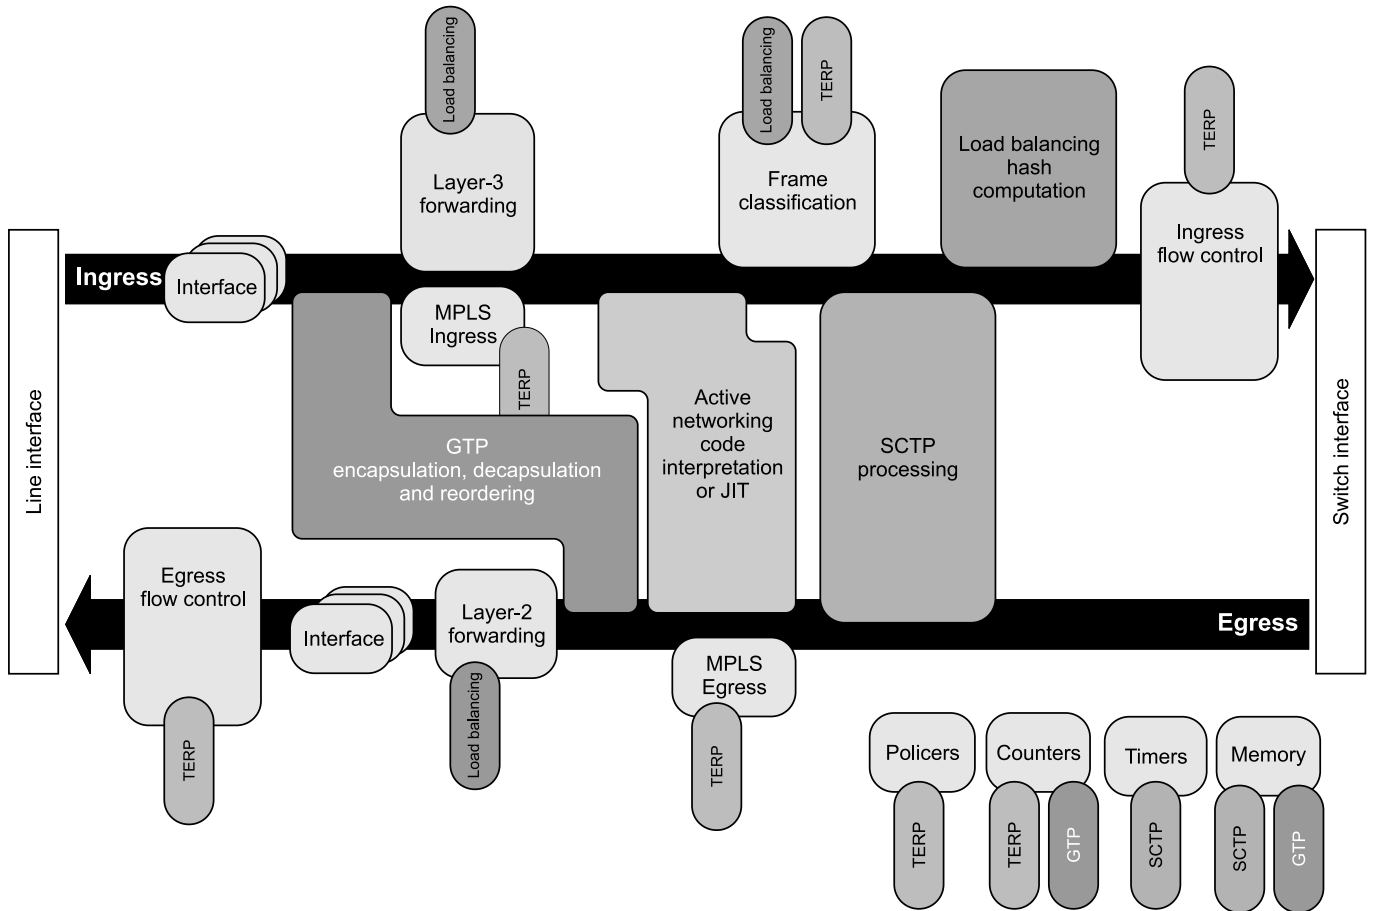 Load balancing
Load balancing
TERP
TERP
Layer-3
forwarding
Frame
classification
Load balancing
hash
computation
Ingress
flow control
Ingress
Interface
MPLS
Ingress
TERP
Line interface
GTP
encapsulation, decapsulation
and reordering
Active
networking
code
interpretation
or JIT
SCTP
processing
Switch interface
Egress
flow control
Interface
Layer-2
forwarding
Egress
MPLS
Egress
TERP
Load balancing
TERP
Policers
Counters
Timers
Memory
TERP
TERP
GTP
SCTP
SCTP
GTP